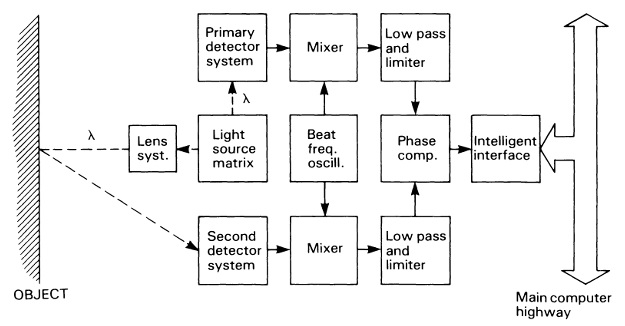 Primary
detector
system
Mixer
Low pass
and
limiter
λ
λ
Lens
syst.
Light
source
matrix
Beat
freq.
oscill.
Phase
comp.
Intelligent
interface
Second
detector
system
Mixer
Low pass
and
limiter
OBJECT
Main computer
highway